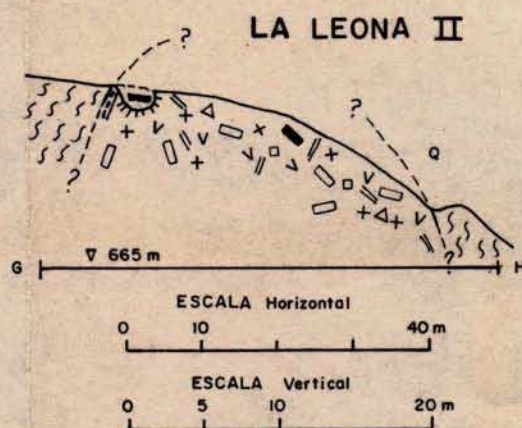 LA LEONA II
?
?
Q
?
?
G ▽ 665 m H
ESCALA Horizontal
0 10 40 m
ESCALA Vertical
0 5 10 20 m